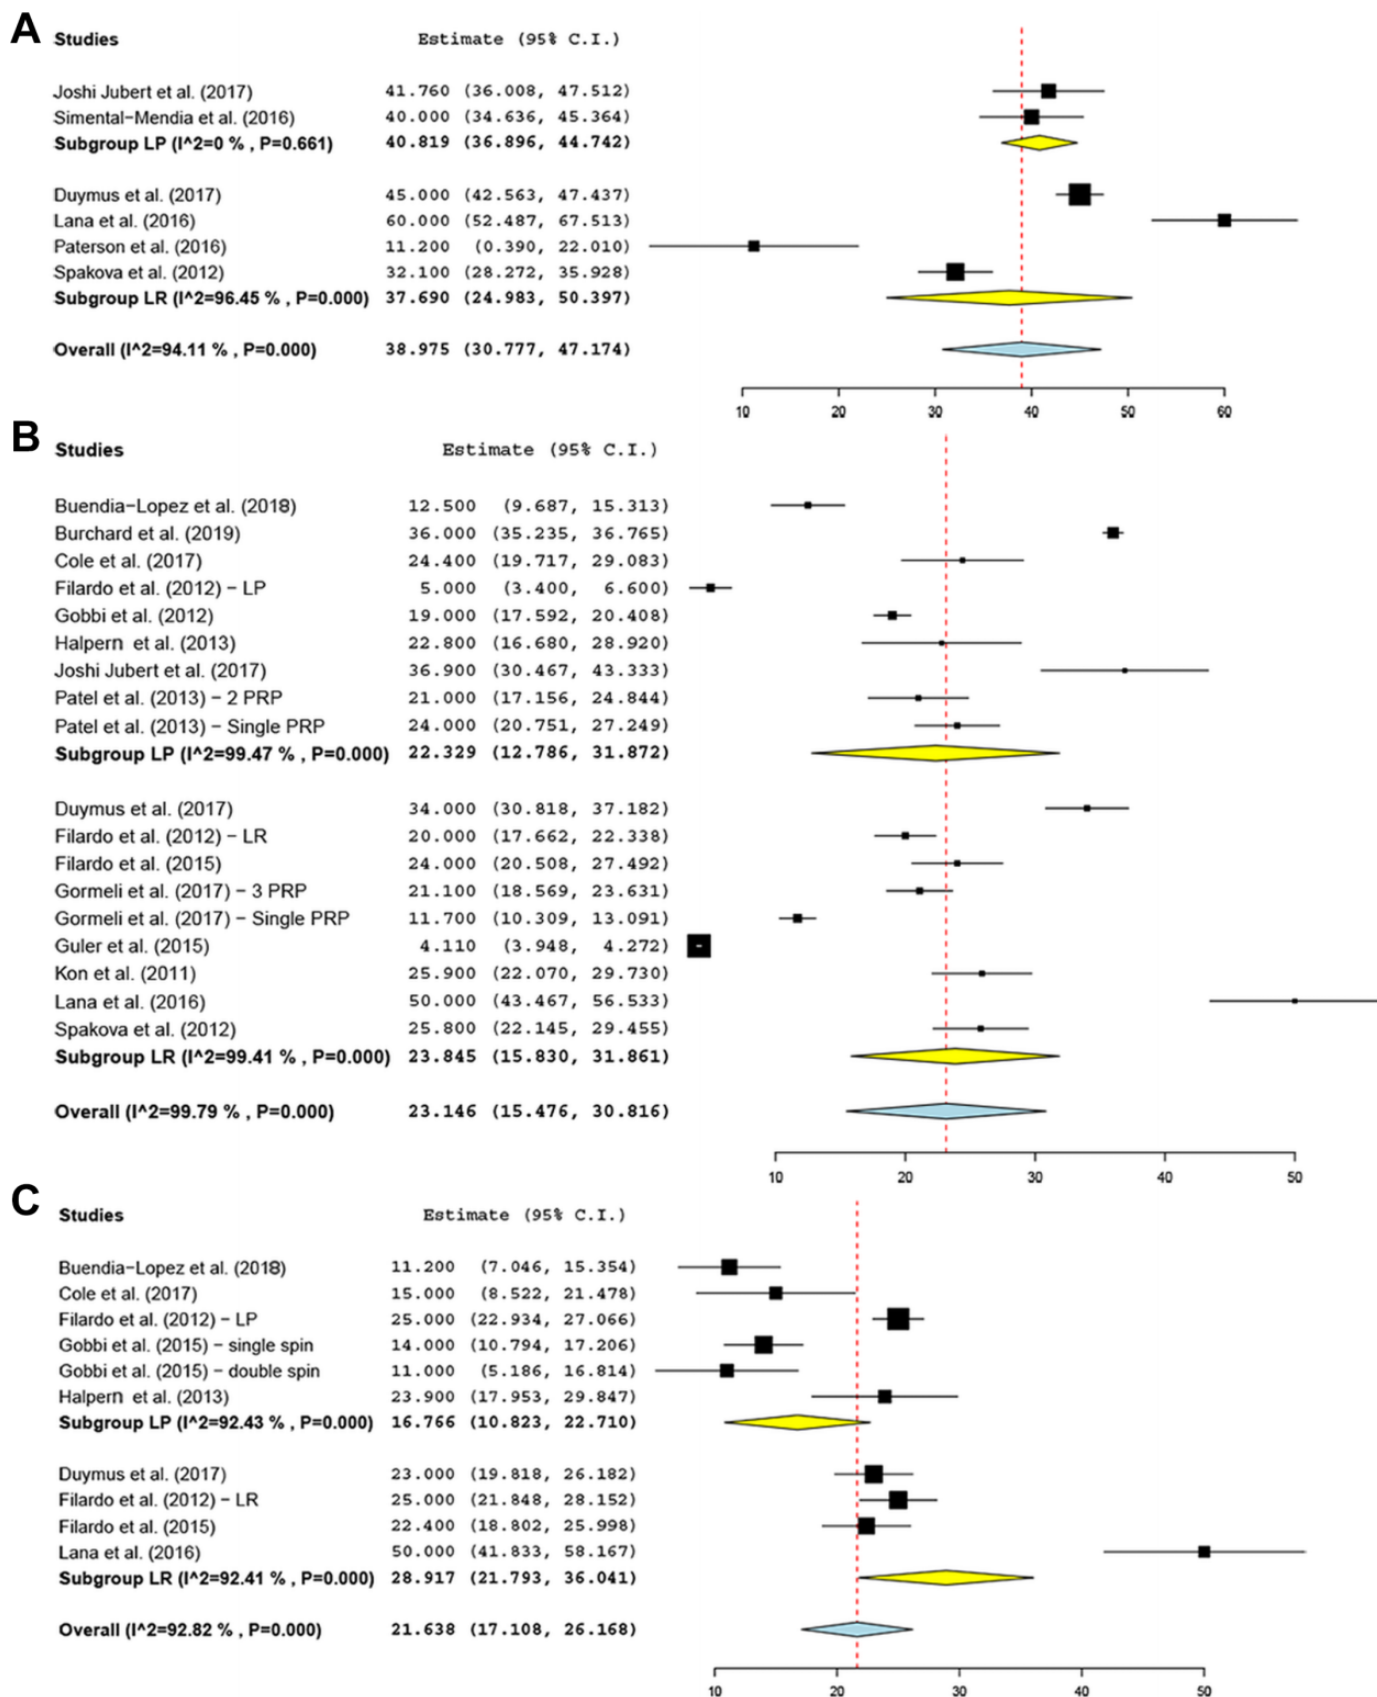 A
Studies Estimate (95% C.I.)
Joshi Jubert et al. (2017) 41.760 (36.008, 47.512)
Simental−Mendia et al. (2016) 40.000 (34.636, 45.364)
Subgroup LP (I^2=0 % , P=0.661) 40.819 (36.896, 44.742)
Duymus et al. (2017) 45.000 (42.563, 47.437)
Lana et al. (2016) 60.000 (52.487, 67.513)
Paterson et al. (2016) 11.200 (0.390, 22.010)
Spakova et al. (2012) 32.100 (28.272, 35.928)
Subgroup LR (I^2=96.45 % , P=0.000) 37.690 (24.983, 50.397)
Overall (I^2=94.11 % , P=0.000) 38.975 (30.777, 47.174)
10 20 30 40 50 60
B
Studies Estimate (95% C.I.)
Buendia−Lopez et al. (2018) 12.500 (9.687, 15.313)
Burchard et al. (2019) 36.000 (35.235, 36.765)
Cole et al. (2017) 24.400 (19.717, 29.083)
Filardo et al. (2012) − LP 5.000 (3.400, 6.600)
Gobbi et al. (2012) 19.000 (17.592, 20.408)
Halpern et al. (2013) 22.800 (16.680, 28.920)
Joshi Jubert et al. (2017) 36.900 (30.467, 43.333)
Patel et al. (2013) − 2 PRP 21.000 (17.156, 24.844)
Patel et al. (2013) − Single PRP 24.000 (20.751, 27.249)
Subgroup LP (I^2=99.47 % , P=0.000) 22.329 (12.786, 31.872)
Duymus et al. (2017) 34.000 (30.818, 37.182)
Filardo et al. (2012) − LR 20.000 (17.662, 22.338)
Filardo et al. (2015) 24.000 (20.508, 27.492)
Gormeli et al. (2017) − 3 PRP 21.100 (18.569, 23.631)
Gormeli et al. (2017) − Single PRP 11.700 (10.309, 13.091)
Guler et al. (2015) 4.110 (3.948, 4.272)
Kon et al. (2011) 25.900 (22.070, 29.730)
Lana et al. (2016) 50.000 (43.467, 56.533)
Spakova et al. (2012) 25.800 (22.145, 29.455)
Subgroup LR (I^2=99.41 % , P=0.000) 23.845 (15.830, 31.861)
Overall (I^2=99.79 % , P=0.000) 23.146 (15.476, 30.816)
10 20 30 40 50
C
Studies Estimate (95% C.I.)
Buendia−Lopez et al. (2018) 11.200 (7.046, 15.354)
Cole et al. (2017) 15.000 (8.522, 21.478)
Filardo et al. (2012) − LP 25.000 (22.934, 27.066)
Gobbi et al. (2015) − single spin 14.000 (10.794, 17.206)
Gobbi et al. (2015) − double spin 11.000 (5.186, 16.814)
Halpern et al. (2013) 23.900 (17.953, 29.847)
Subgroup LP (I^2=92.43 % , P=0.000) 16.766 (10.823, 22.710)
Duymus et al. (2017) 23.000 (19.818, 26.182)
Filardo et al. (2012) − LR 25.000 (21.848, 28.152)
Filardo et al. (2015) 22.400 (18.802, 25.998)
Lana et al. (2016) 50.000 (41.833, 58.167)
Subgroup LR (I^2=92.41 % , P=0.000) 28.917 (21.793, 36.041)
Overall (I^2=92.82 % , P=0.000) 21.638 (17.108, 26.168)
10 20 30 40 50